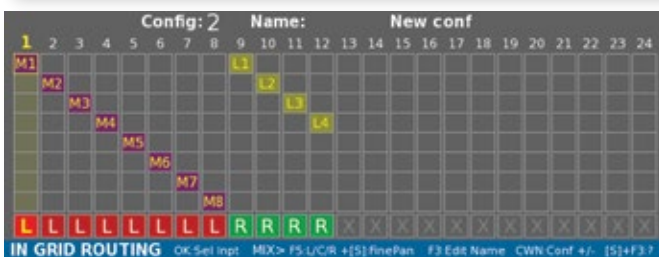 Config: 2 Name: New conf
1 2 3 4 5 6 7 8 9 10 11 12 13 14 15 16 17 18 19 20 21 22 23 24
M1 L1
M2 L2
M3 L3
M4 L4
M5
M6
M7
M8
L L L L L L L L R R R R X X X X X X X X X X X X
IN GRID ROUTING OK:Sel Inpt MIX> F5:L/C/R +[S]:finePan F3:Edit Name CWN:Conf +/- [S]+F3:?